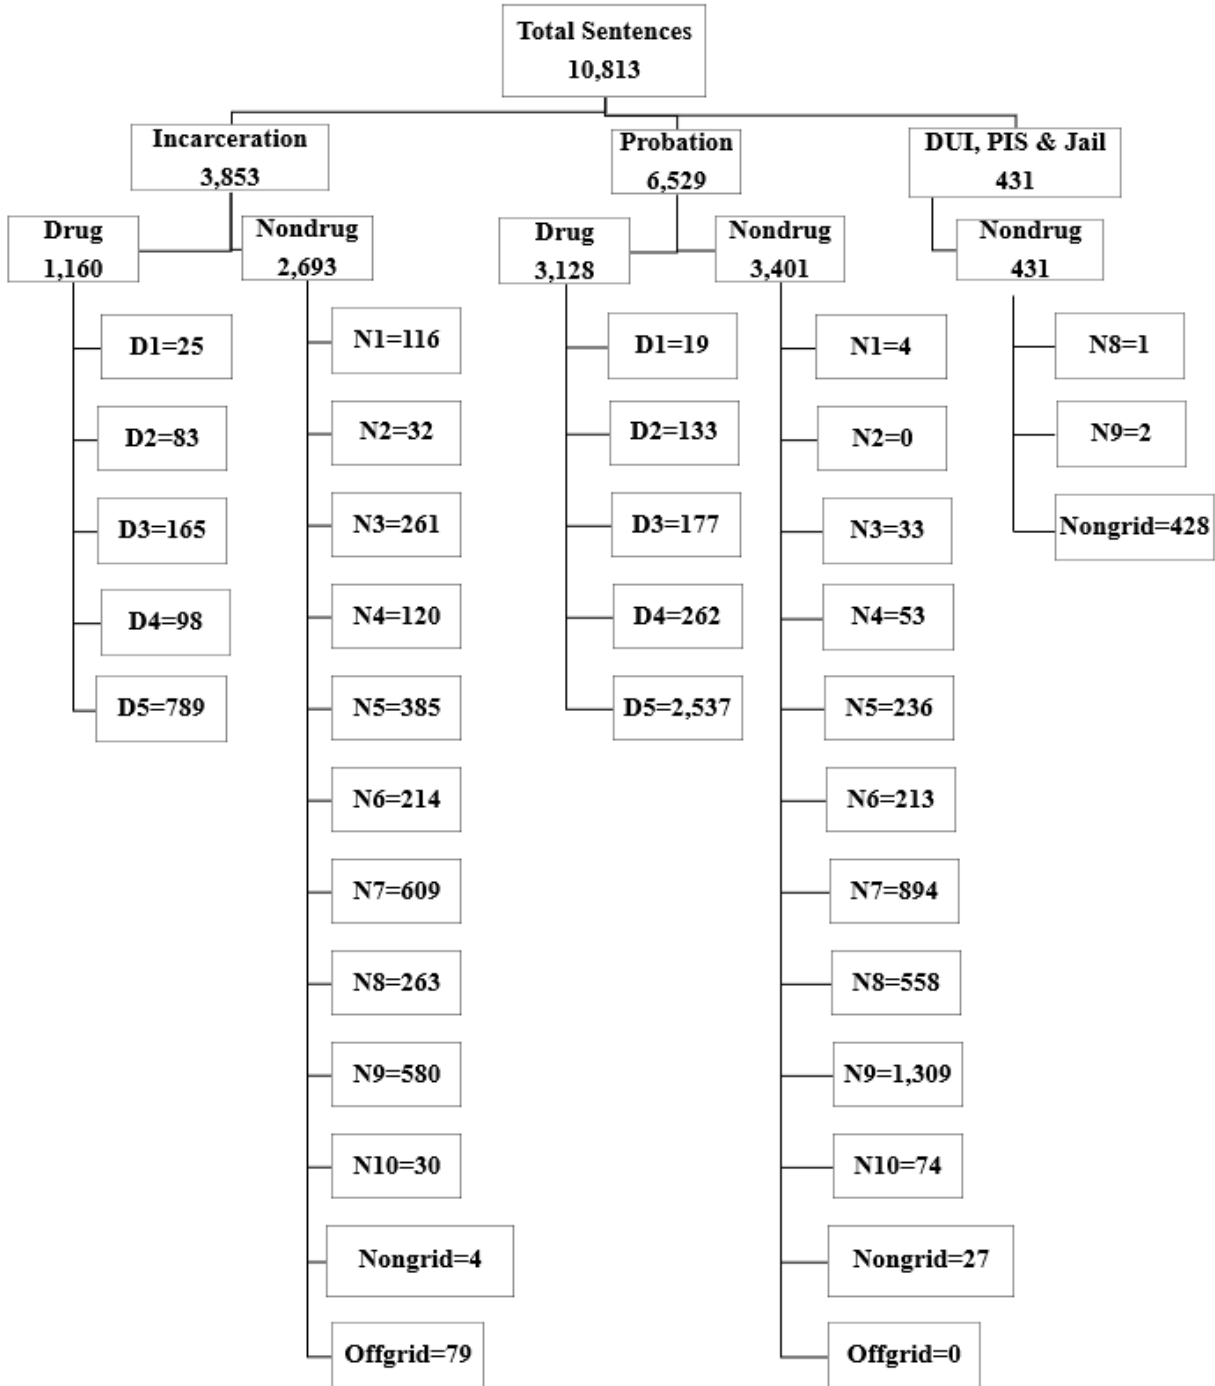 Total Sentences
10,813
Incarceration
3,853
Probation
6,529
DUI, PIS & Jail
431
Drug
1,160
Nondrug
2,693
Drug
3,128
Nondrug
3,401
Nondrug
431
D1=25
D2=83
D3=165
D4=98
D5=789
N1=116
N2=32
N3=261
N4=120
N5=385
N6=214
N7=609
N8=263
N9=580
N10=30
Nongrid=4
Offgrid=79
D1=19
D2=133
D3=177
D4=262
D5=2,537
N1=4
N2=0
N3=33
N4=53
N5=236
N6=213
N7=894
N8=558
N9=1,309
N10=74
Nongrid=27
Offgrid=0
N8=1
N9=2
Nongrid=428